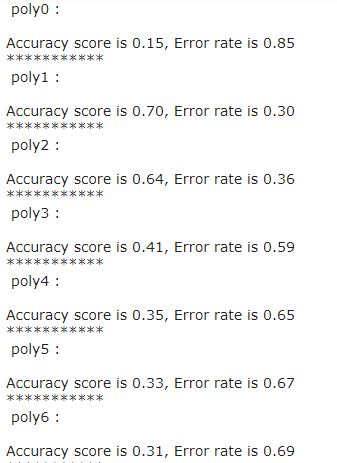 poly0 :
Accuracy score is 0.15, Error rate is 0.85
***********
poly1 :
Accuracy score is 0.70, Error rate is 0.30
***********
poly2 :
Accuracy score is 0.64, Error rate is 0.36
***********
poly3 :
Accuracy score is 0.41, Error rate is 0.59
***********
poly4 :
Accuracy score is 0.35, Error rate is 0.65
***********
poly5 :
Accuracy score is 0.33, Error rate is 0.67
***********
poly6 :
Accuracy score is 0.31, Error rate is 0.69
***********